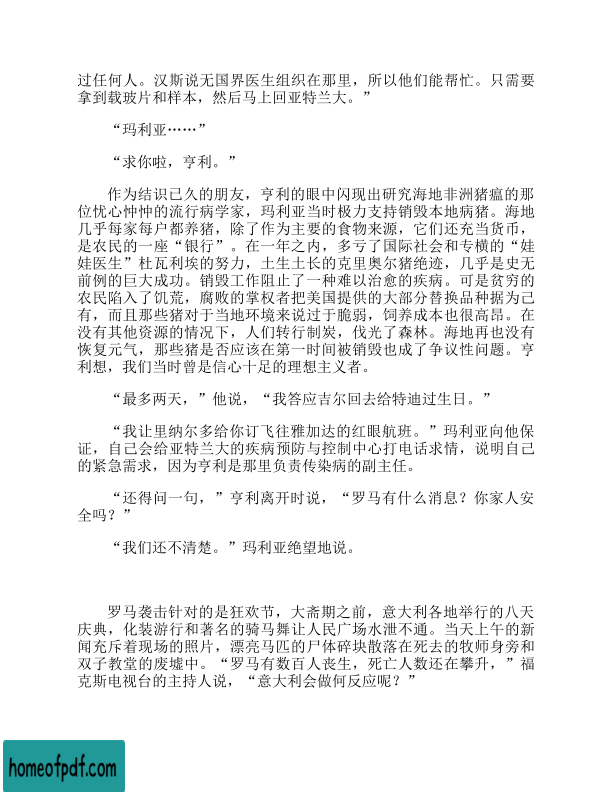 过任何人。汉斯说无国界医生组织在那里，所以他们能帮忙。只需要
拿到载玻片和样本，然后马上回亚特兰大。”
“玛利亚……”
“求你啦，亨利。”
作为结识已久的朋友，亨利的眼中闪现出研究海地非洲猪瘟的那
位忧心忡忡的流行病学家，玛利亚当时极力支持销毁本地病猪。海地
几乎每家每户都养猪，除了作为主要的食物来源，它们还充当货币，
是农民的一座“银行”。在一年之内，多亏了国际社会和专横的“娃
娃医生”杜瓦利埃的努力，土生土长的克里奥尔猪绝迹，几乎是史无
前例的巨大成功。销毁工作阻止了一种难以治愈的疾病。可是贫穷的
农民陷入了饥荒，腐败的掌权者把美国提供的大部分替换品种据为己
有，而且那些猪对于当地环境来说过于脆弱，饲养成本也很高昂。在
没有其他资源的情况下，人们转行制炭，伐光了森林。海地再也没有
恢复元气，那些猪是否应该在第一时间被销毁也成了争议性问题。亨
利想，我们当时曾是信心十足的理想主义者。
“最多两天，”他说，“我答应吉尔回去给特迪过生日。”
“我让里纳尔多给你订飞往雅加达的红眼航班。”玛利亚向他保
证，自己会给亚特兰大的疾病预防与控制中心打电话求情，说明自己
的紧急需求，因为亨利是那里负责传染病的副主任。
“还得问一句，”亨利离开时说，“罗马有什么消息？你家人安
全吗？”
“我们还不清楚。”玛利亚绝望地说。
罗马袭击针对的是狂欢节，大斋期之前，意大利各地举行的八天
庆典，化装游行和著名的骑马舞让人民广场水泄不通。当天上午的新
闻充斥着现场的照片，漂亮马匹的尸体碎块散落在死去的牧师身旁和
双子教堂的废墟中。“罗马有数百人丧生，死亡人数还在攀升，”福
克斯电视台的主持人说，“意大利会做何反应呢？”
homeofpdf.com